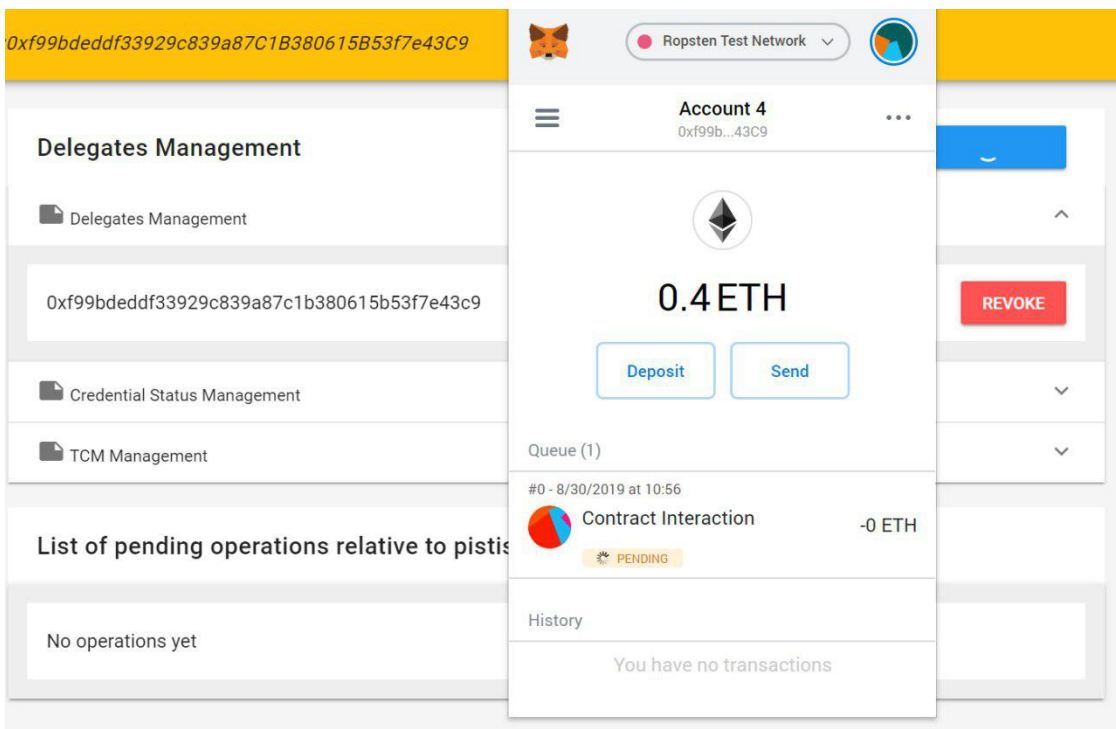 0xf99bdeddf33929c839a87C1B380615B53f7e43C9
Delegates Management
Delegates Management
0xf99bdeddf33929c839a87c1b380615b53f7e43c9
REVOKE
Credential Status Management
TCM Management
List of pending operations relative to pistis
No operations yet
Ropsten Test Network
Account 4
0xf99b...43C9
0.4 ETH
Deposit
Send
Queue (1)
#0 - 8/30/2019 at 10:56
Contract Interaction
-0 ETH
PENDING
History
You have no transactions